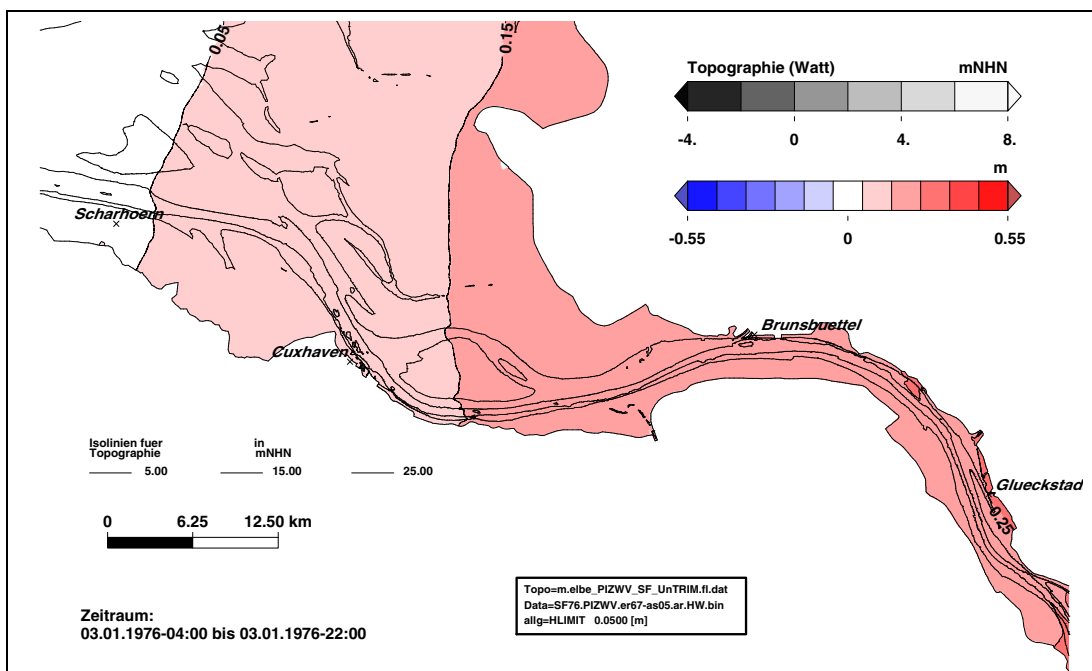 0.05
0.15
Topographie (Watt) mNHN
-4. 0 4. 8.
m
-0.55 0 0.55
Scharhoern
Brunsbuettel
Cuxhaven
Glueckstad
0.25
Isolinien fuer in
Topographie mNHN
5.00 15.00 25.00
0 6.25 12.50 km
Zeitraum:
03.01.1976-04:00 bis 03.01.1976-22:00
Topo=m.elbe_PIZWV_SF_UnTRIM.fl.dat
Data=SF76.PIZWV.er67-as05.ar.HW.bin
allg=HLIMIT 0.0500 [m]